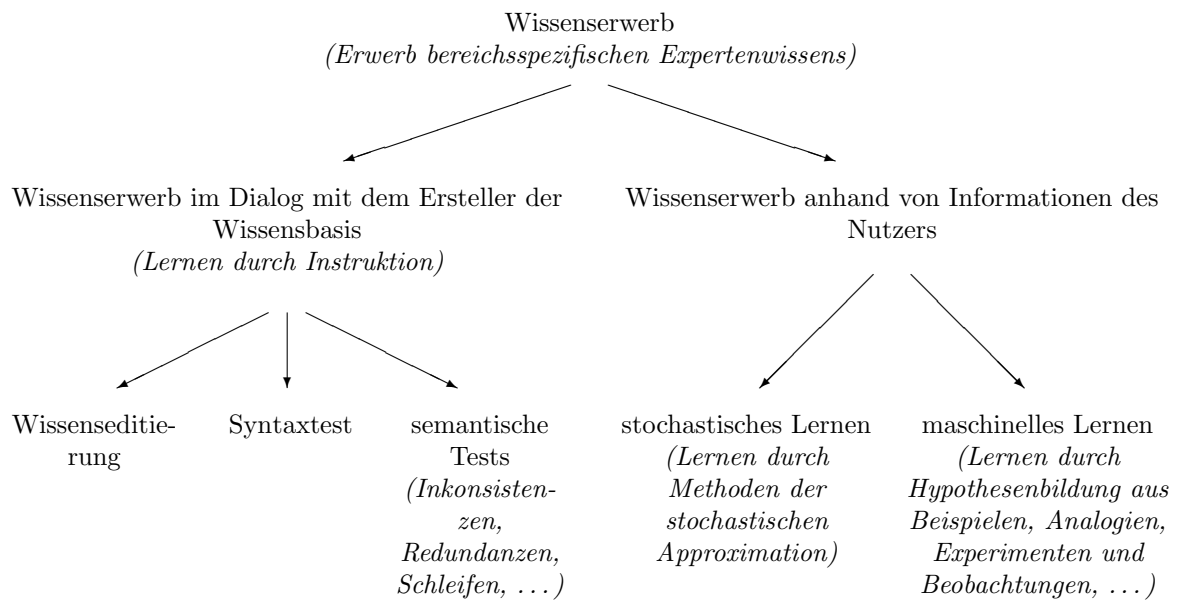 Wissenserwerb
(Erwerb bereichsspezifischen Expertenwissens)
Wissenserwerb im Dialog mit dem Ersteller der
Wissensbasis
(Lernen durch Instruktion)
Wissenserwerb anhand von Informationen des
Nutzers
Wissenseditie-
rung
Syntaxtest
semantische
Tests
(Inkonsisten-
zen,
Redundanzen,
Schleifen, ...)
stochastisches Lernen
(Lernen durch
Methoden der
stochastischen
Approximation)
maschinelles Lernen
(Lernen durch
Hypothesenbildung aus
Beispielen, Analogien,
Experimenten und
Beobachtungen, ...)